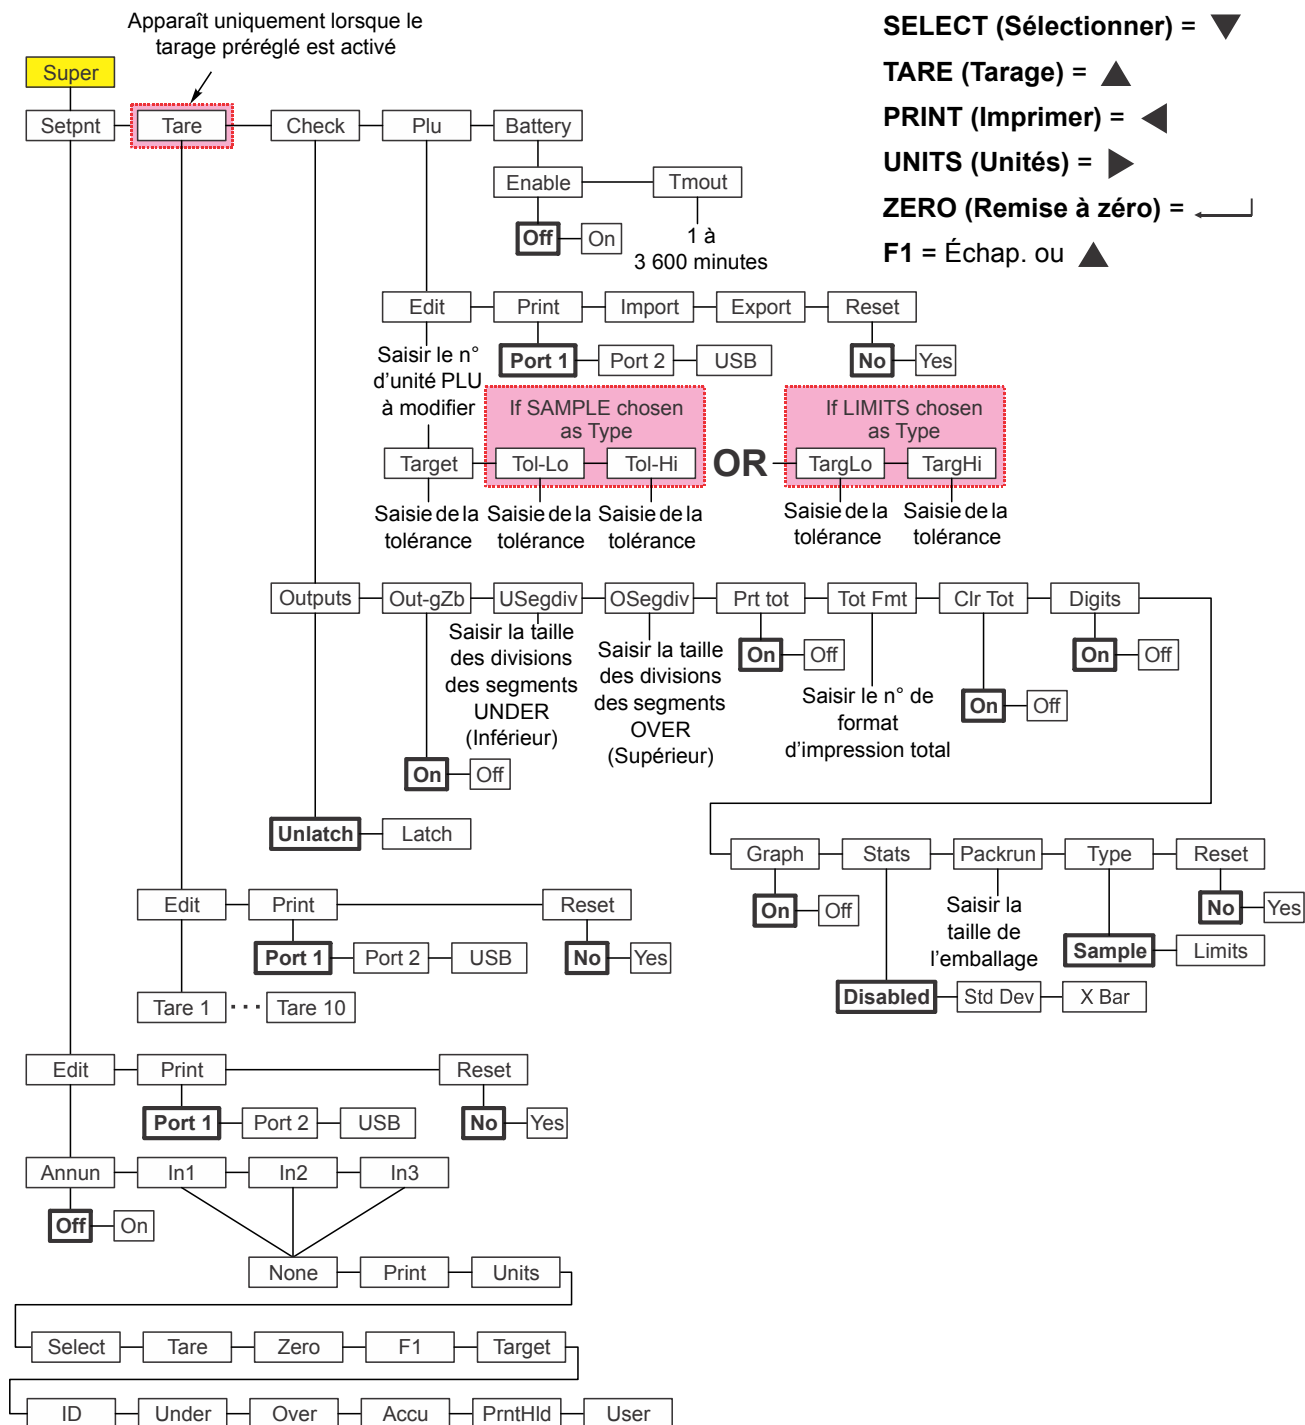 Apparaît uniquement lorsque le
tarage préréglé est activé
SELECT (Sélectionner) = ▼
TARE (Tarage) = ▲
PRINT (Imprimer) = ◀
UNITS (Unités) = ▶
ZERO (Remise à zéro) =
F1 = Échap. ou ▲
Super
Setpnt Tare Check Plu Battery
Enable Tmout
Off On
1 à
3 600 minutes
Edit Print Import Export Reset
Port 1 Port 2 USB
No Yes
Saisir le n°
d'unité PLU
à modifier
If SAMPLE chosen
as Type
If LIMITS chosen
as Type
Target Tol-Lo Tol-Hi OR TargLo TargHi
Saisie de la
tolérance
Saisie de la
tolérance
Saisie de la
tolérance
Saisie de la
tolérance
Saisie de la
tolérance
Outputs Out-gZb USegdiv OSegdiv Prt tot Tot Fmt Clr Tot Digits
Saisir la taille
des divisions
des segments
UNDER
(Inférieur)
Saisir la taille
des divisions
des segments
OVER
(Supérieur)
On Off
Saisir le n° de
format
d'impression total
On Off
On Off
On Off
Unlatch Latch
Graph Stats Packrun Type Reset
On Off
Saisir la
taille de
l'emballage
No Yes
Sample Limits
Disabled Std Dev X Bar
Edit Print Reset
Port 1 Port 2 USB
No Yes
Tare 1 ··· Tare 10
Edit Print Reset
Port 1 Port 2 USB
No Yes
Annun In1 In2 In3
Off On
None Print Units
Select Tare Zero F1 Target
ID Under Over Accu PrntHld User